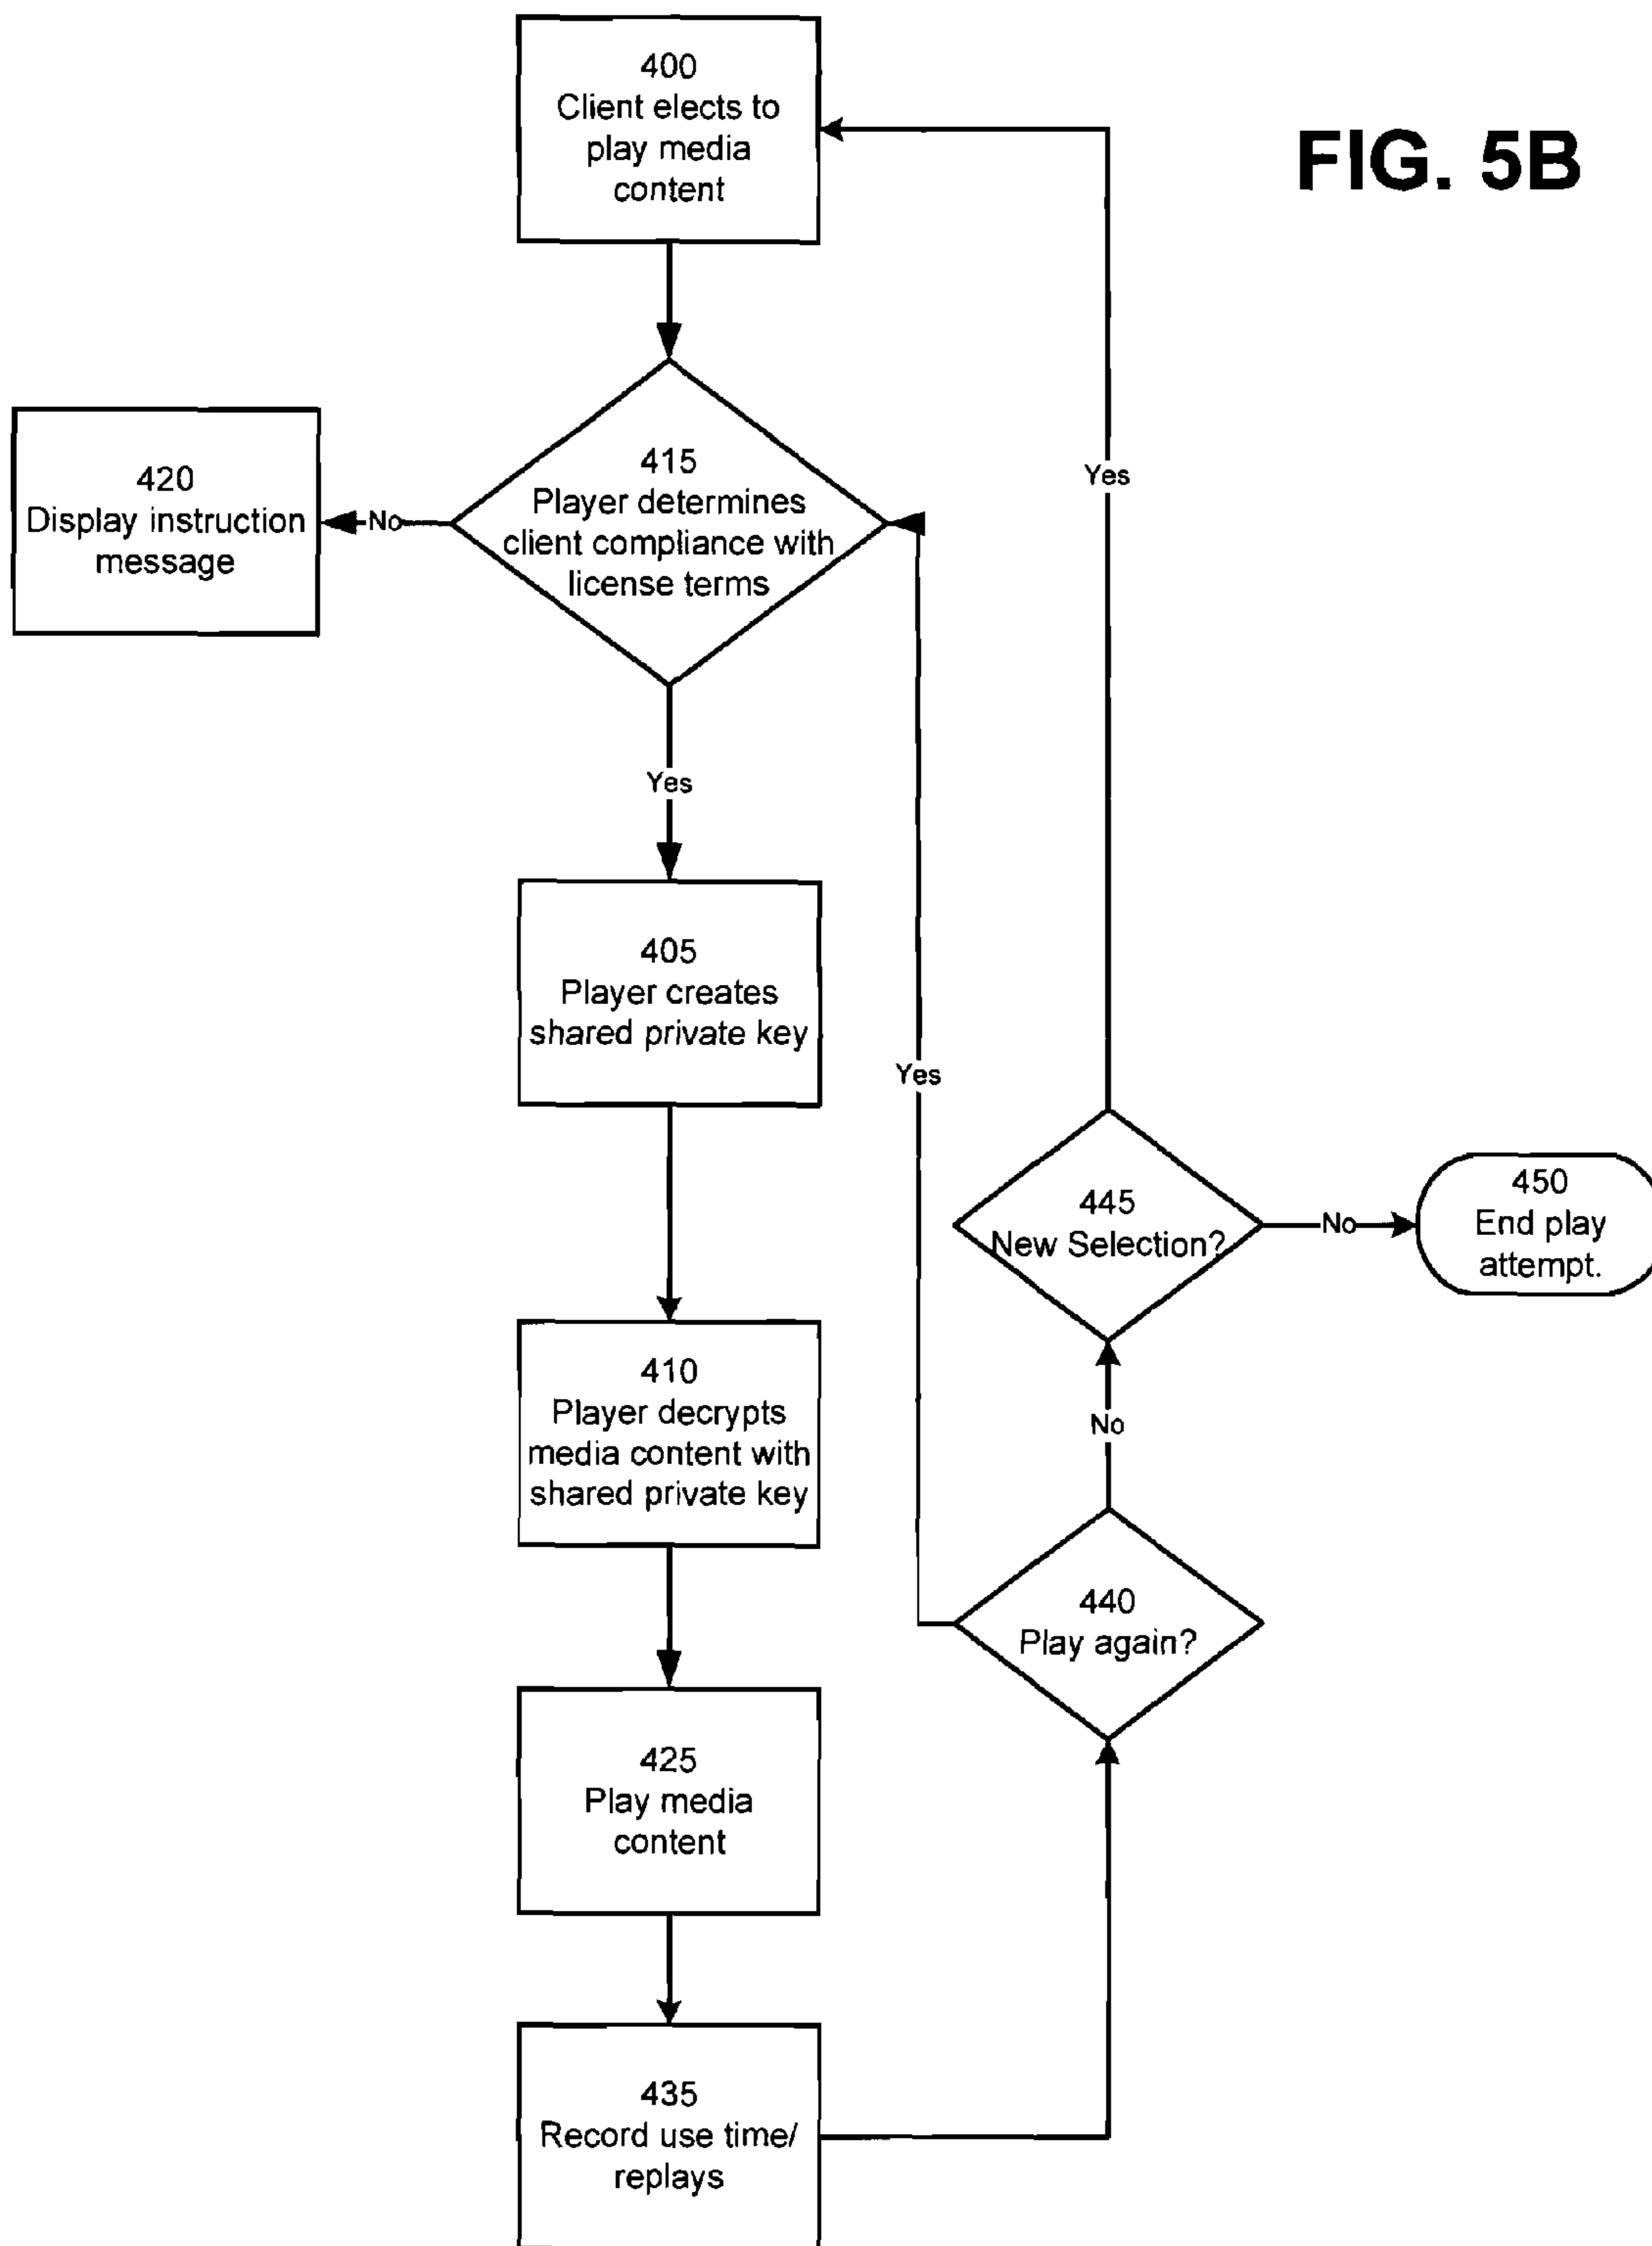 FIG. 5B
400
Client elects to
play media
content
415
Player determines
client compliance with
license terms
No
420
Display instruction
message
Yes
405
Player creates
shared private key
410
Player decrypts
media content with
shared private key
425
Play media
content
435
Record use time/
replays
440
Play again?
Yes
No
445
New Selection?
Yes
No
450
End play
attempt.